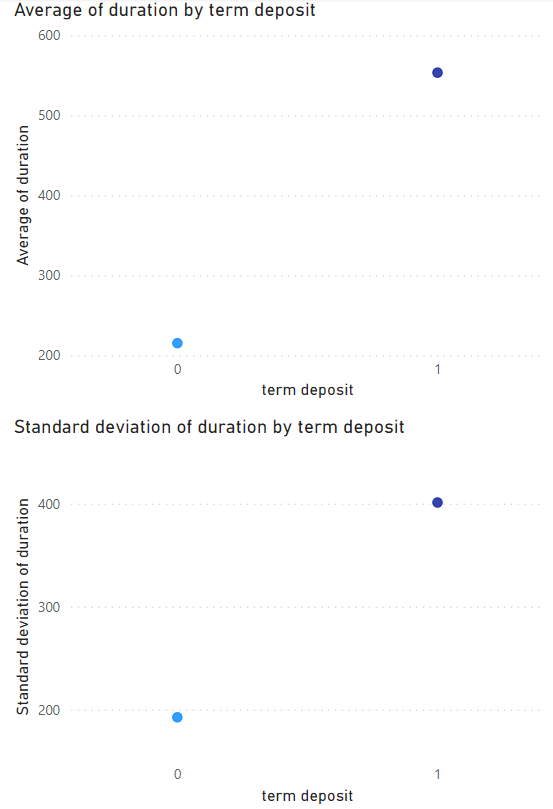 Average of duration by term deposit
600
500
400
300
200
Average of duration
0 1
term deposit
Standard deviation of duration by term deposit
400
300
200
Standard deviation of duration
0 1
term deposit